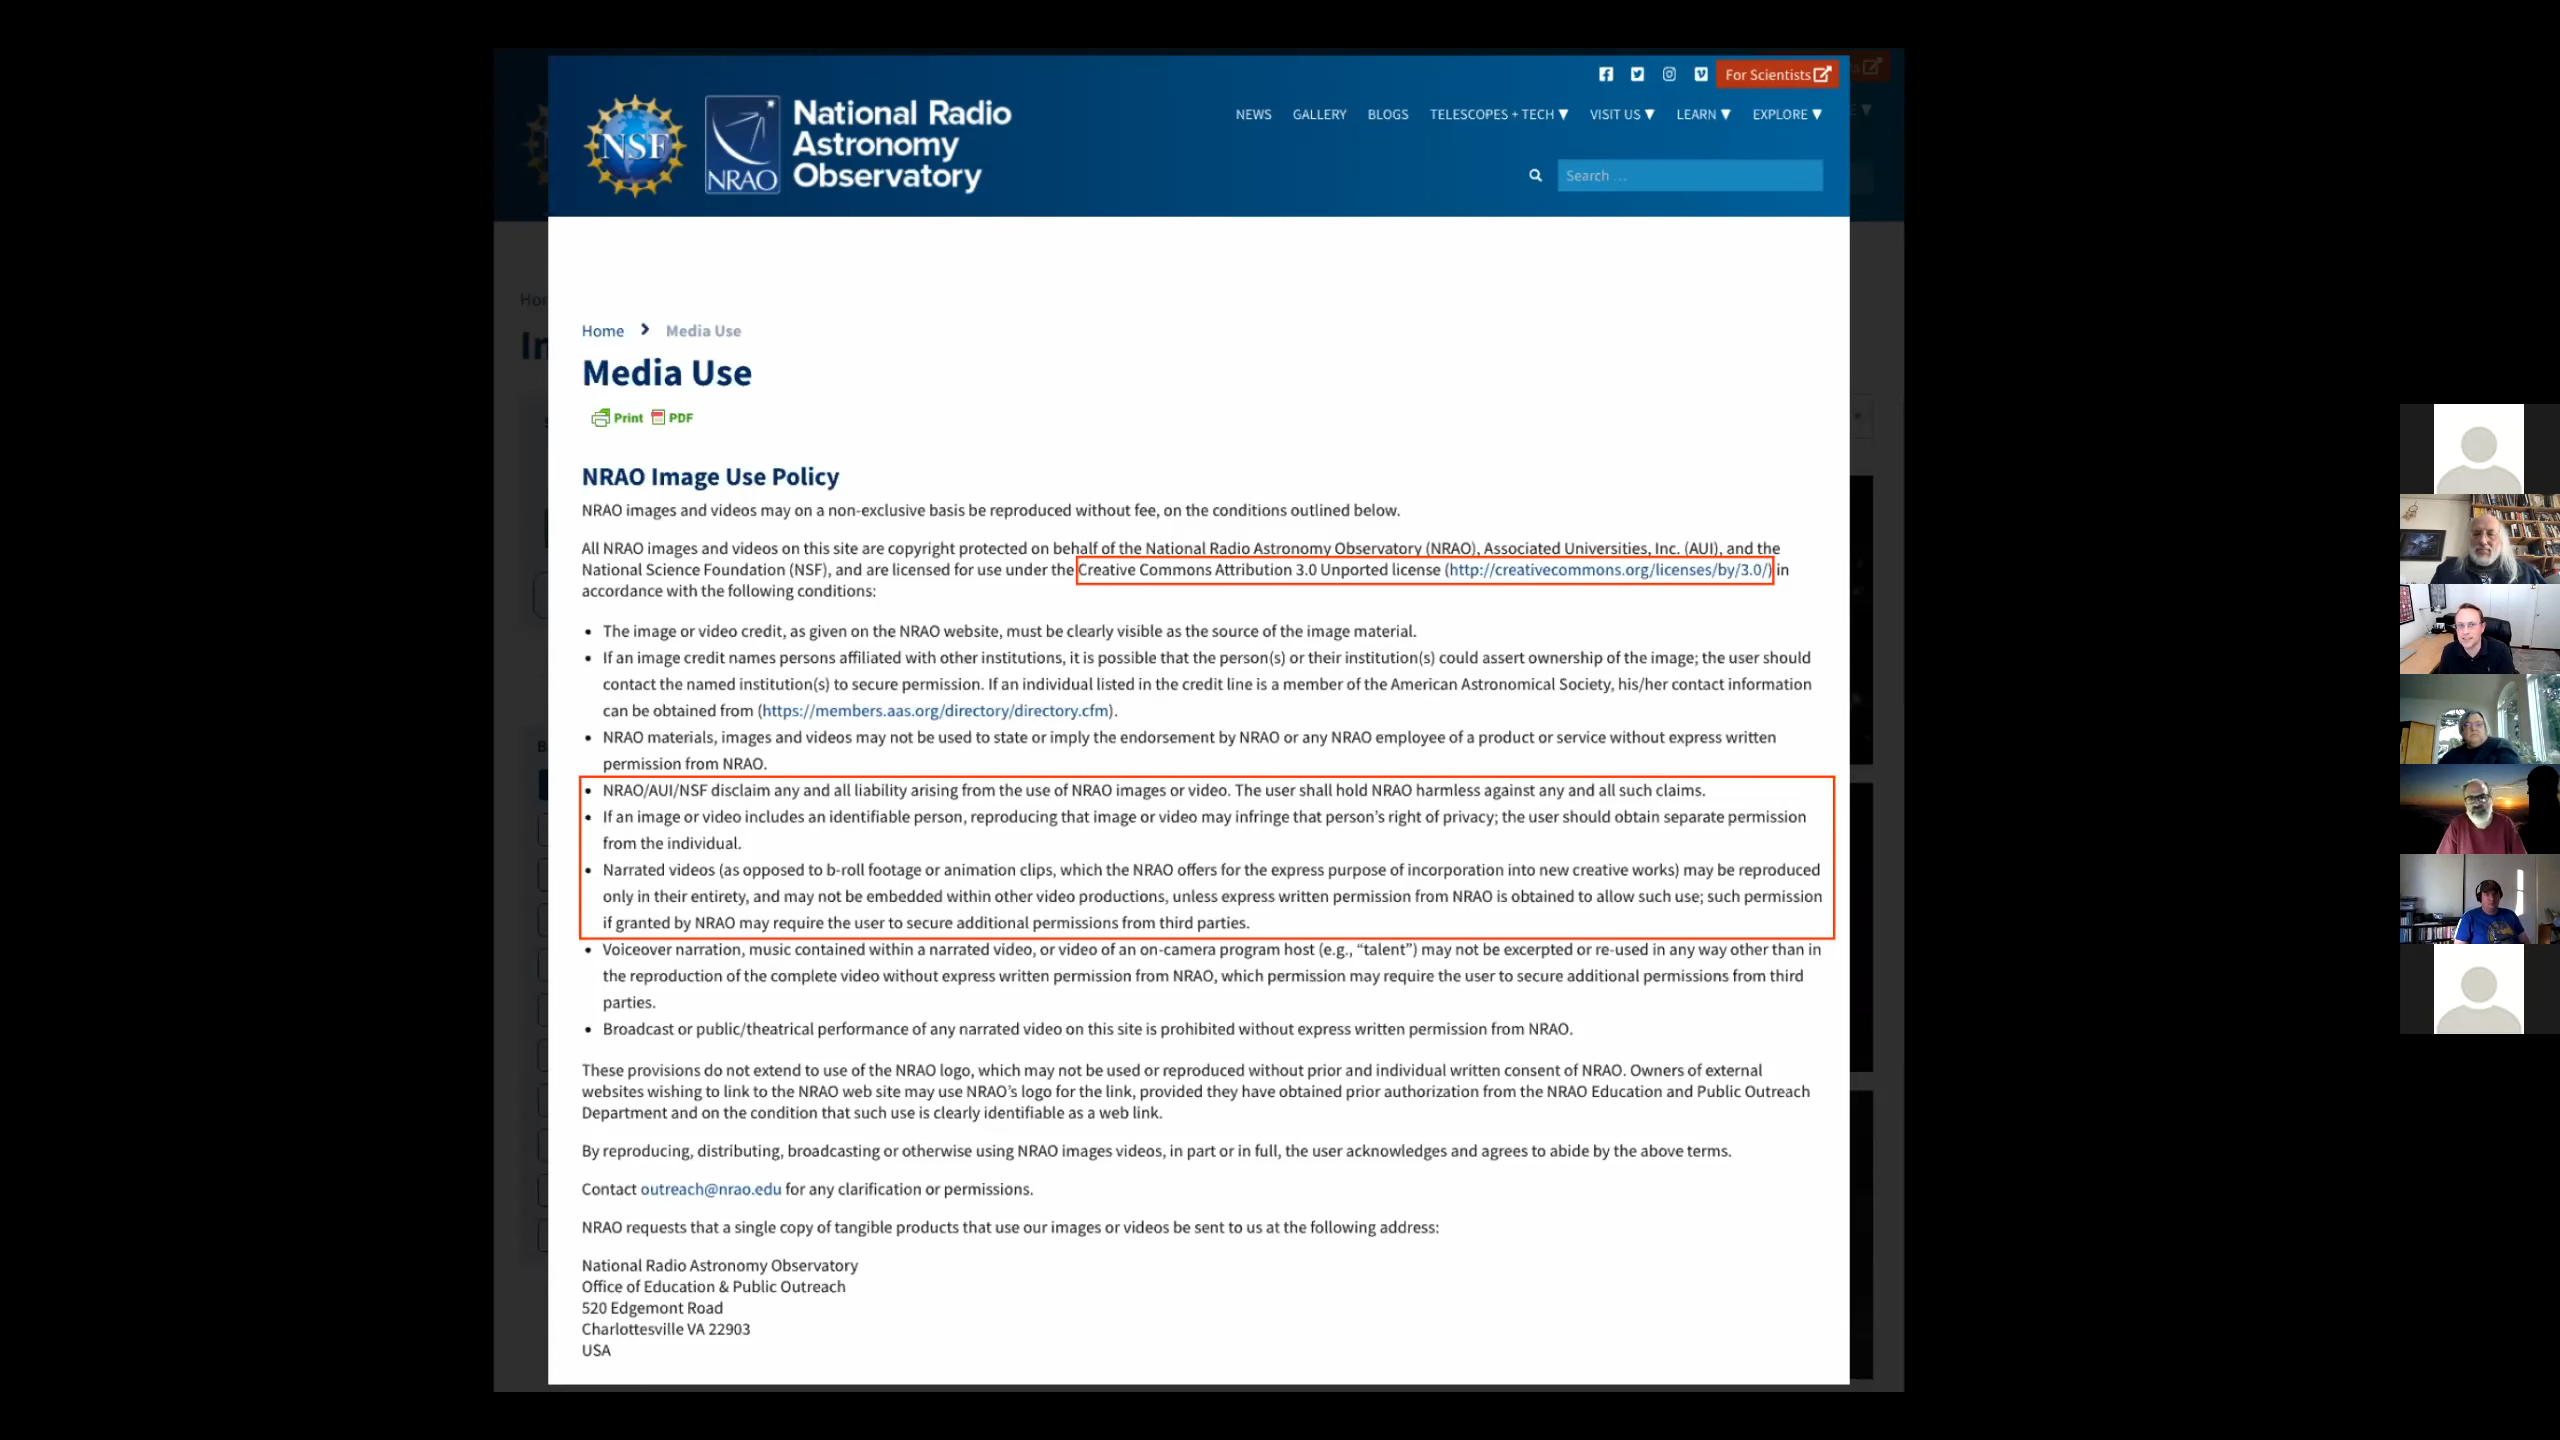 For Scientists
NSF
NRAO
National Radio
Astronomy
Observatory
NEWS GALLERY BLOGS TELESCOPES + TECH ▼ VISIT US ▼ LEARN ▼ EXPLORE ▼
Search ...
Home > Media Use
Media Use
Print PDF
NRAO Image Use Policy
NRAO images and videos may on a non-exclusive basis be reproduced without fee, on the conditions outlined below.
All NRAO images and videos on this site are copyright protected on behalf of the National Radio Astronomy Observatory (NRAO), Associated Universities, Inc. (AUI), and the
National Science Foundation (NSF), and are licensed for use under the Creative Commons Attribution 3.0 Unported license (http://creativecommons.org/licenses/by/3.0/) in
accordance with the following conditions:
• The image or video credit, as given on the NRAO website, must be clearly visible as the source of the image material.
• If an image credit names persons affiliated with other institutions, it is possible that the person(s) or their institution(s) could assert ownership of the image; the user should
contact the named institution(s) to secure permission. If an individual listed in the credit line is a member of the American Astronomical Society, his/her contact information
can be obtained from (https://members.aas.org/directory/directory.cfm).
• NRAO materials, images and videos may not be used to state or imply the endorsement by NRAO or any NRAO employee of a product or service without express written
permission from NRAO.
• NRAO/AUI/NSF disclaim any and all liability arising from the use of NRAO images or video. The user shall hold NRAO harmless against any and all such claims.
• If an image or video includes an identifiable person, reproducing that image or video may infringe that person's right of privacy; the user should obtain separate permission
from the individual.
• Narrated videos (as opposed to b-roll footage or animation clips, which the NRAO offers for the express purpose of incorporation into new creative works) may be reproduced
only in their entirety, and may not be embedded within other video productions, unless express written permission from NRAO is obtained to allow such use; such permission
if granted by NRAO may require the user to secure additional permissions from third parties.
• Voiceover narration, music contained within a narrated video, or video of an on-camera program host (e.g., “talent”) may not be excerpted or re-used in any way other than in
the reproduction of the complete video without express written permission from NRAO, which permission may require the user to secure additional permissions from third
parties.
• Broadcast or public/theatrical performance of any narrated video on this site is prohibited without express written permission from NRAO.
These provisions do not extend to use of the NRAO logo, which may not be used or reproduced without prior and individual written consent of NRAO. Owners of external
websites wishing to link to the NRAO web site may use NRAO's logo for the link, provided they have obtained prior authorization from the NRAO Education and Public Outreach
Department and on the condition that such use is clearly identifiable as a web link.
By reproducing, distributing, broadcasting or otherwise using NRAO images videos, in part or in full, the user acknowledges and agrees to abide by the above terms.
Contact outreach@nrao.edu for any clarification or permissions.
NRAO requests that a single copy of tangible products that use our images or videos be sent to us at the following address:
National Radio Astronomy Observatory
Office of Education & Public Outreach
520 Edgemont Road
Charlottesville VA 22903
USA